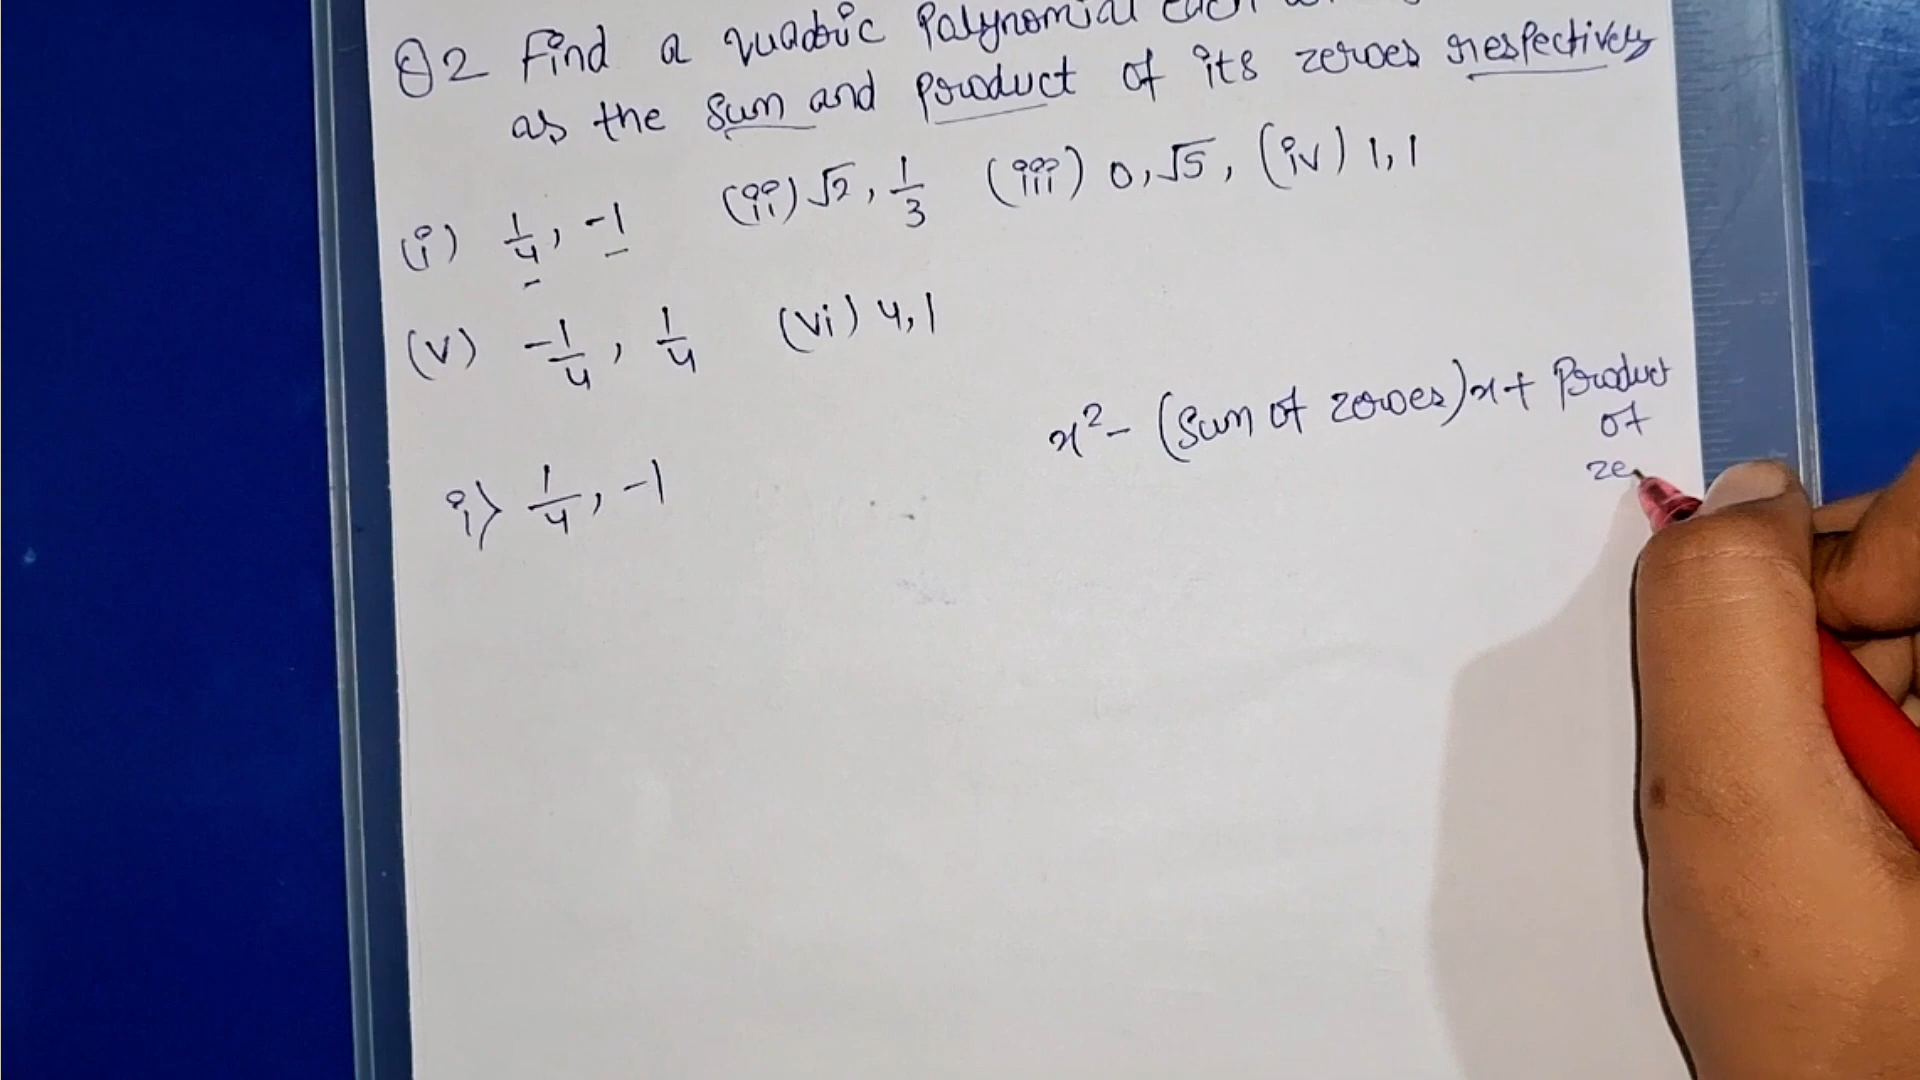 Q2 Find a quadric Polynomial
as the sum and product of its zeroes respectively
(i) 1/4, -1 (ii) √2, 1/3 (iii) 0, √5, (iv) 1, 1
(v) -1/4, 1/4 (vi) 4, 1
x² - (Sum of zeroes)x + Product
of
ze
i) 1/4, -1